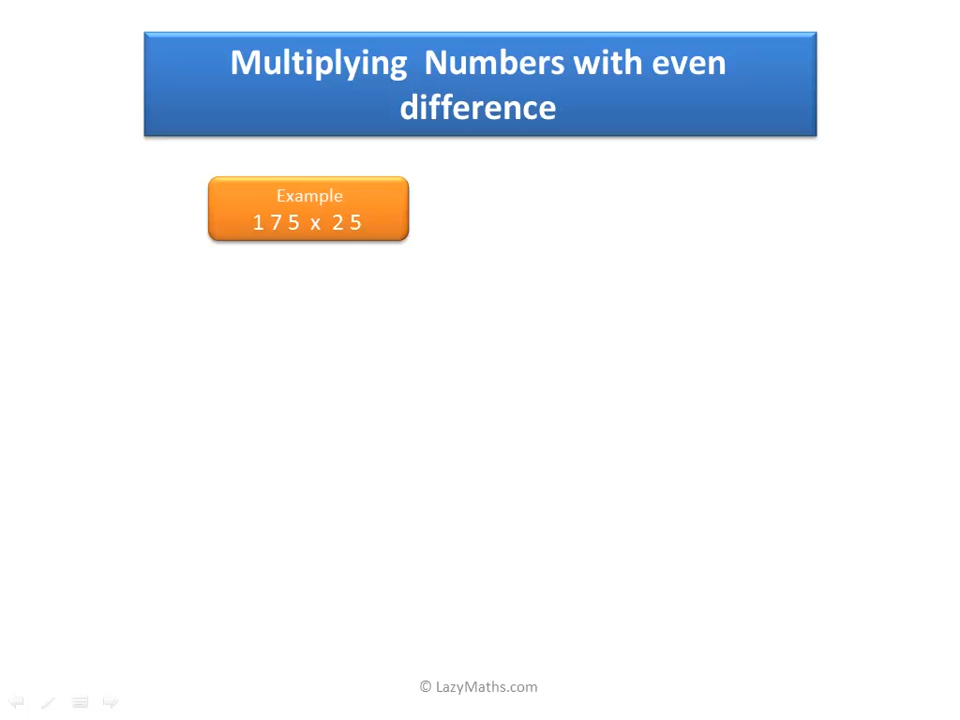 Multiplying  Numbers with even
difference
Example
1 7 5  x  2 5
© LazyMaths.com